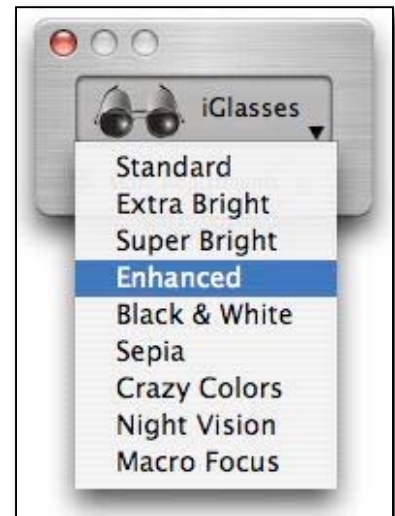 iGlasses
Standard
Extra Bright
Super Bright
Enhanced
Black & White
Sepia
Crazy Colors
Night Vision
Macro Focus